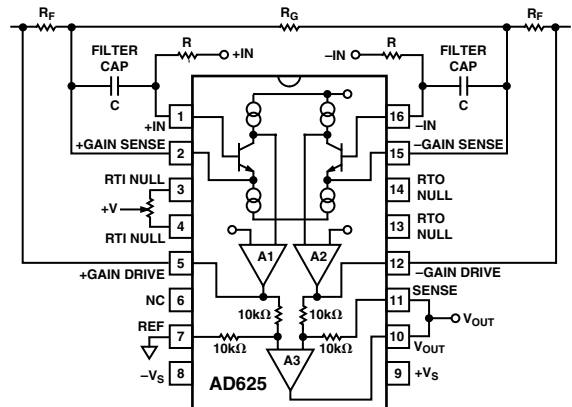 RF RG RF
FILTER CAP R +IN –IN R FILTER CAP
C C
1 +IN 16 –IN
+GAIN SENSE 2 15 –GAIN SENSE
RTI NULL 3 14 RTO NULL
+V
RTI NULL 4 13 RTO NULL
A1 A2
+GAIN DRIVE 5 12 –GAIN DRIVE
NC 6 11 SENSE
10kΩ 10kΩ
VOUT
REF 7 10kΩ 10kΩ 10 VOUT
A3
–VS 8 AD625 9 +VS